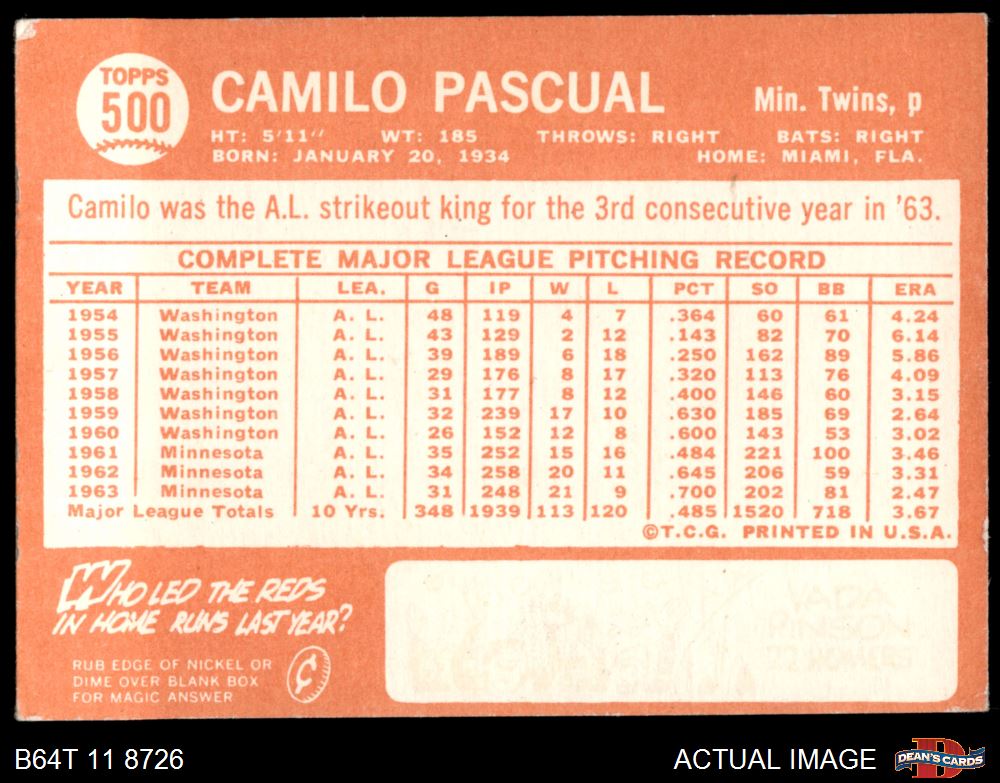 TOPPS
500
CAMILO PASCUAL
Min. Twins, p
HT: 5'11" WT: 185 THROWS: RIGHT BATS: RIGHT
BORN: JANUARY 20, 1934 HOME: MIAMI, FLA.
Camilo was the A.L. strikeout king for the 3rd consecutive year in '63.
COMPLETE MAJOR LEAGUE PITCHING RECORD
YEAR TEAM LEA. G IP W L PCT SO BB ERA
1954 Washington A. L. 48 119 4 7 .364 60 61 4.24
1955 Washington A. L. 43 129 2 12 .143 82 70 6.14
1956 Washington A. L. 39 189 6 18 .250 162 89 5.86
1957 Washington A. L. 29 176 8 17 .320 113 76 4.09
1958 Washington A. L. 31 177 8 12 .400 146 60 3.15
1959 Washington A. L. 32 239 17 10 .630 185 69 2.64
1960 Washington A. L. 26 152 12 8 .600 143 53 3.02
1961 Minnesota A. L. 35 252 15 16 .484 221 100 3.46
1962 Minnesota A. L. 34 258 20 11 .645 206 59 3.31
1963 Minnesota A. L. 31 248 21 9 .700 202 81 2.47
Major League Totals 10 Yrs. 348 1939 113 120 .485 1520 718 3.67
©T.C.G. PRINTED IN U.S.A.
WHO LED THE REDS
IN HOME RUNS LAST YEAR?
RUB EDGE OF NICKEL OR
DIME OVER BLANK BOX
FOR MAGIC ANSWER
¢
VADA
PINSON
22 HOMERS
B64T 11 8726
ACTUAL IMAGE
D
DEAN'S CARDS